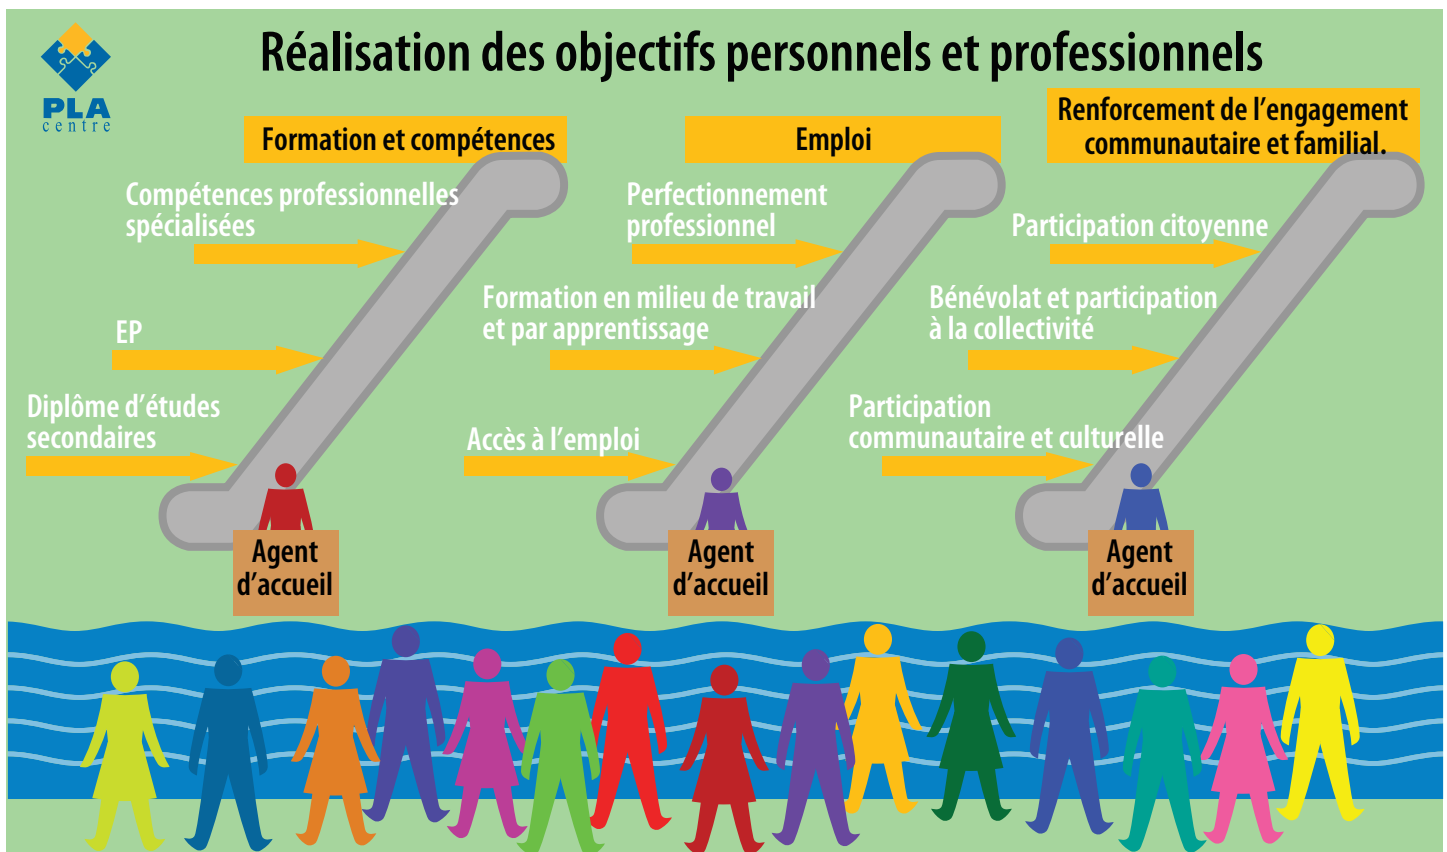 PLA
centre
Réalisation des objectifs personnels et professionnels
Formation et compétences
Compétences professionnelles
spécialisées
EP
Diplôme d'études
secondaires
Agent
d'accueil
Emploi
Perfectionnement
professionnel
Formation en milieu de travail
et par apprentissage
Accès à l'emploi
Agent
d'accueil
Renforcement de l'engagement
communautaire et familial.
Participation citoyenne
Bénévolat et participation
à la collectivité
Participation
communautaire et culturelle
Agent
d'accueil